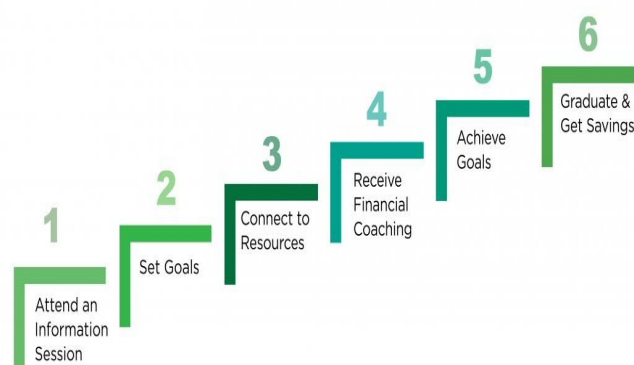 1
Attend an
Information
Session
2
Set Goals
3
Connect to
Resources
4
Receive
Financial
Coaching
5
Achieve
Goals
6
Graduate &
Get Savings